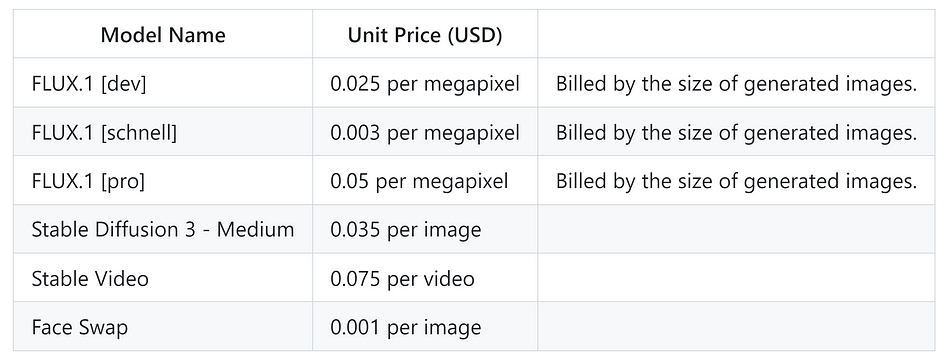 Model Name Unit Price (USD)
FLUX.1 [dev] 0.025 per megapixel Billed by the size of generated images.
FLUX.1 [schnell] 0.003 per megapixel Billed by the size of generated images.
FLUX.1 [pro] 0.05 per megapixel Billed by the size of generated images.
Stable Diffusion 3 - Medium 0.035 per image
Stable Video 0.075 per video
Face Swap 0.001 per image